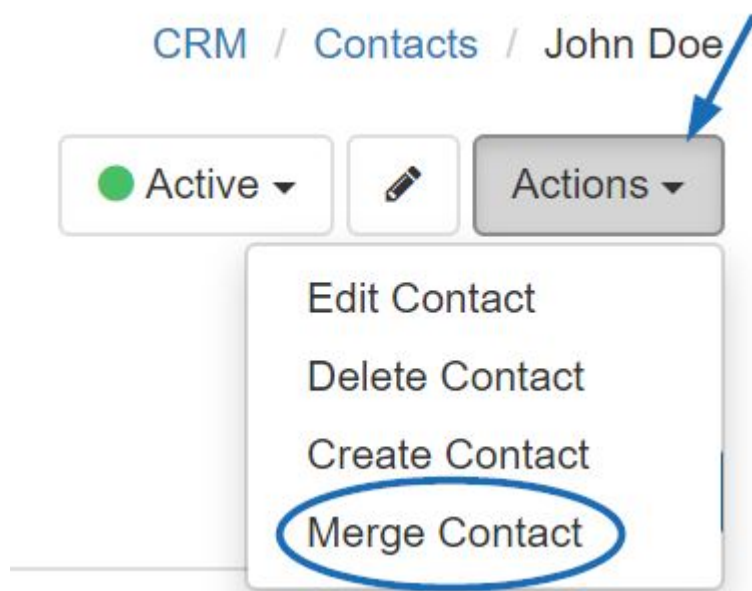 CRM / Contacts / John Doe
Active Actions
Edit Contact
Delete Contact
Create Contact
Merge Contact